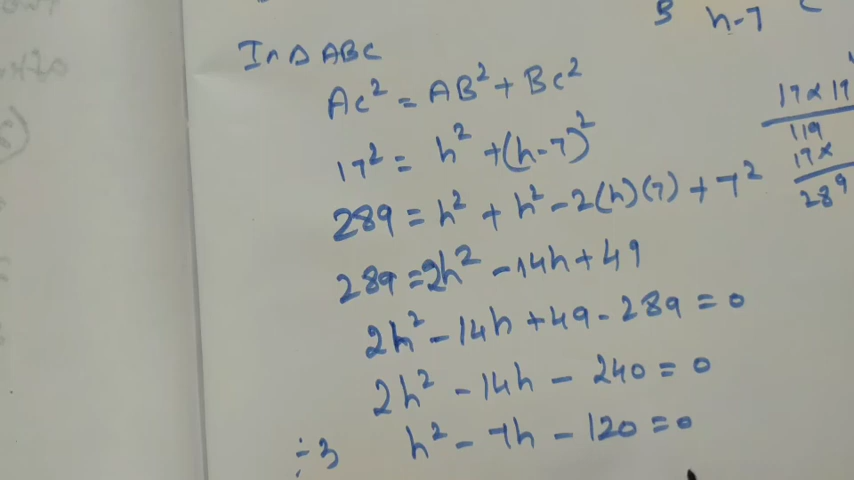 B h-7 C
In Δ ABC
AC² = AB² + BC²
17² = h² + (h-7)²
289 = h² + h² - 2(h)(7) + 7²
289 = 2h² - 14h + 49
2h² - 14h + 49 - 289 = 0
2h² - 14h - 240 = 0
÷3 h² - 7h - 120 = 0
17 x 17
119
17x
289